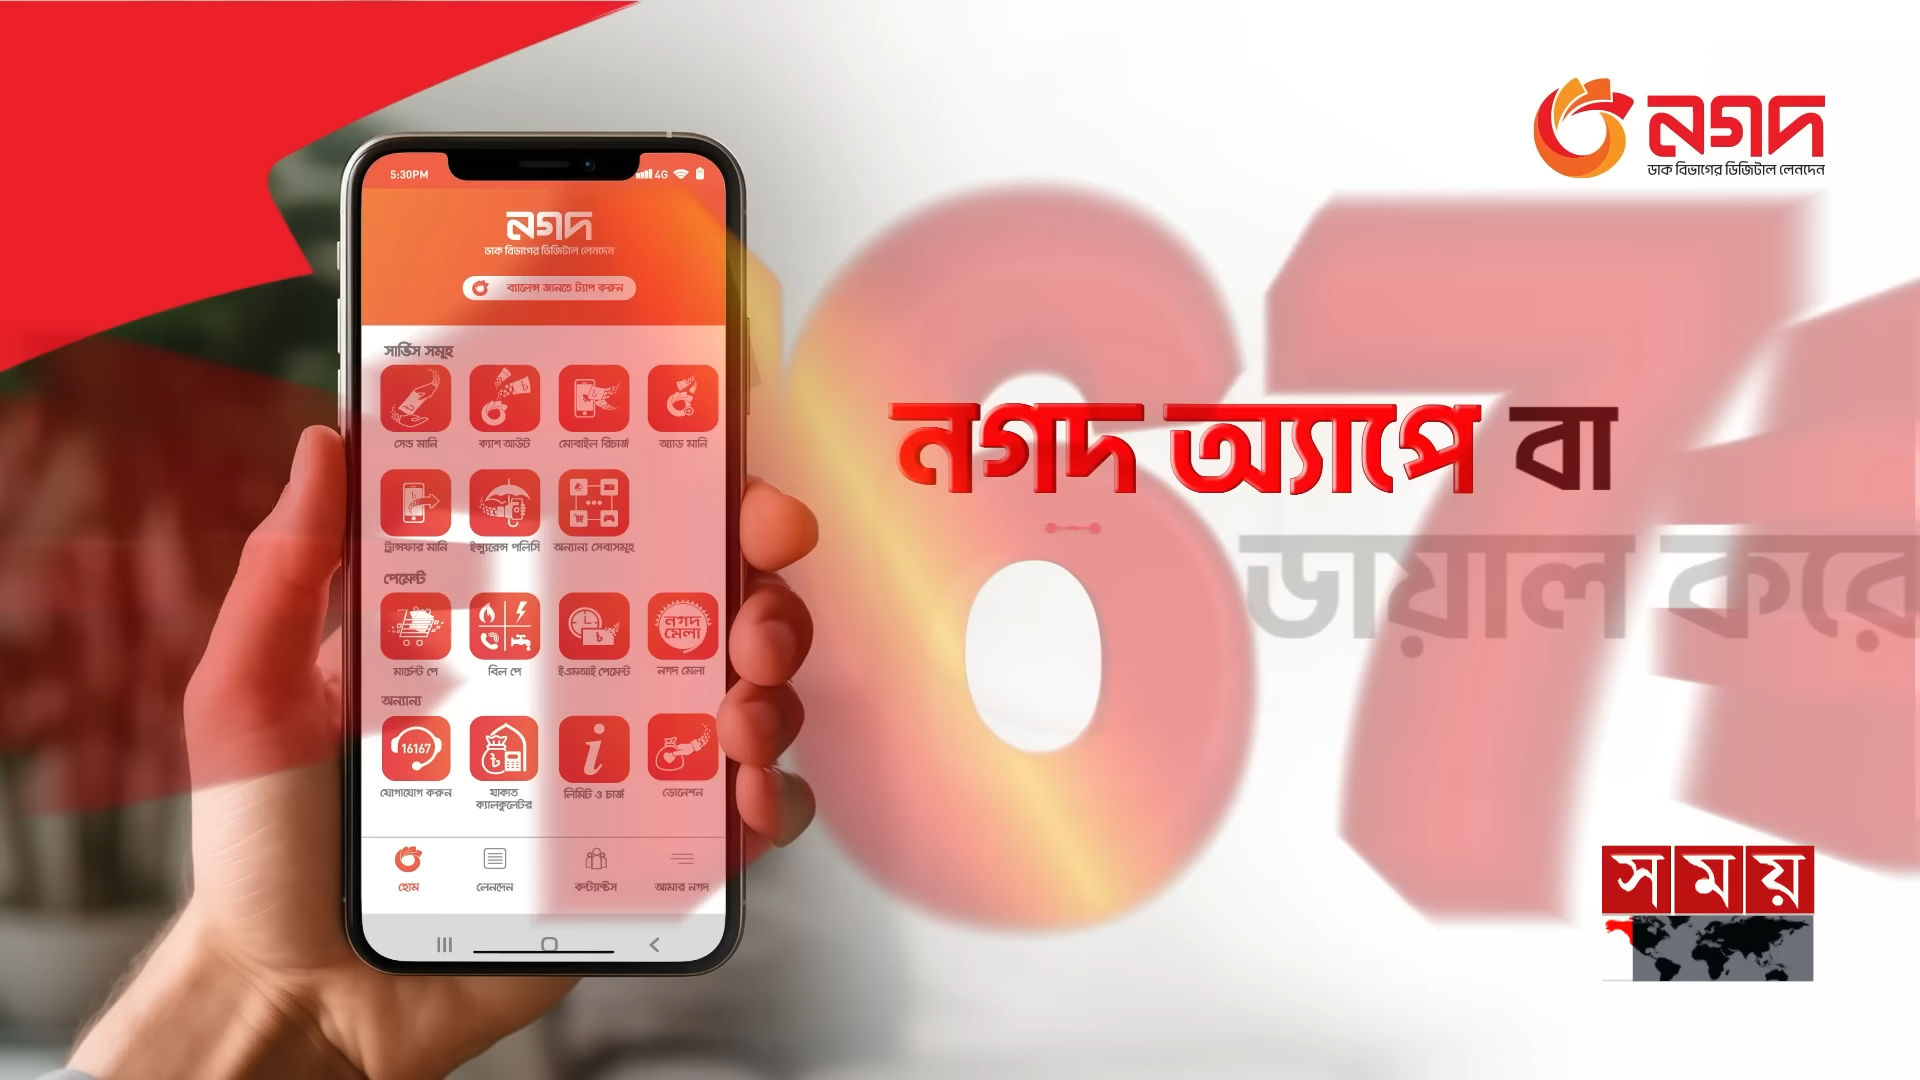 নগদ
ডাক বিভাগের ডিজিটাল লেনদেন
5:30PM
4G
নগদ
ডাক বিভাগের ডিজিটাল লেনদেন
ব্যালেন্স জানতে ট্যাপ করুন
সার্ভিস সমূহ
সেন্ড মানি ক্যাশ আউট মোবাইল রিচার্জ অ্যাড মানি
ট্রান্সফার মানি ইন্স্যুরেন্স পলিসি অন্যান্য সেবাসমূহ
পেমেন্ট
নগদ
মেলা
মার্চেন্ট পে বিল পে ইএমআই পেমেন্ট নগদ মেলা
অন্যান্য
16167
যোগাযোগ করুন যাকাত ক্যালকুলেটর লিমিট ও চার্জ ডোনেশন
হোম লেনদেন কন্ট্যাক্টস আমার নগদ
নগদ অ্যাপে বা
ডায়াল করে
67
সময়